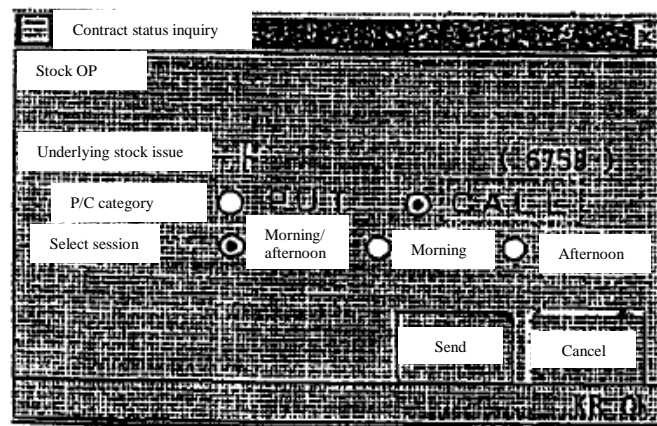 Contract status inquiry
Stock OP
Underlying stock issue (6758)
P/C category PUT CALL
Select session Morning/afternoon Morning Afternoon
Send Cancel